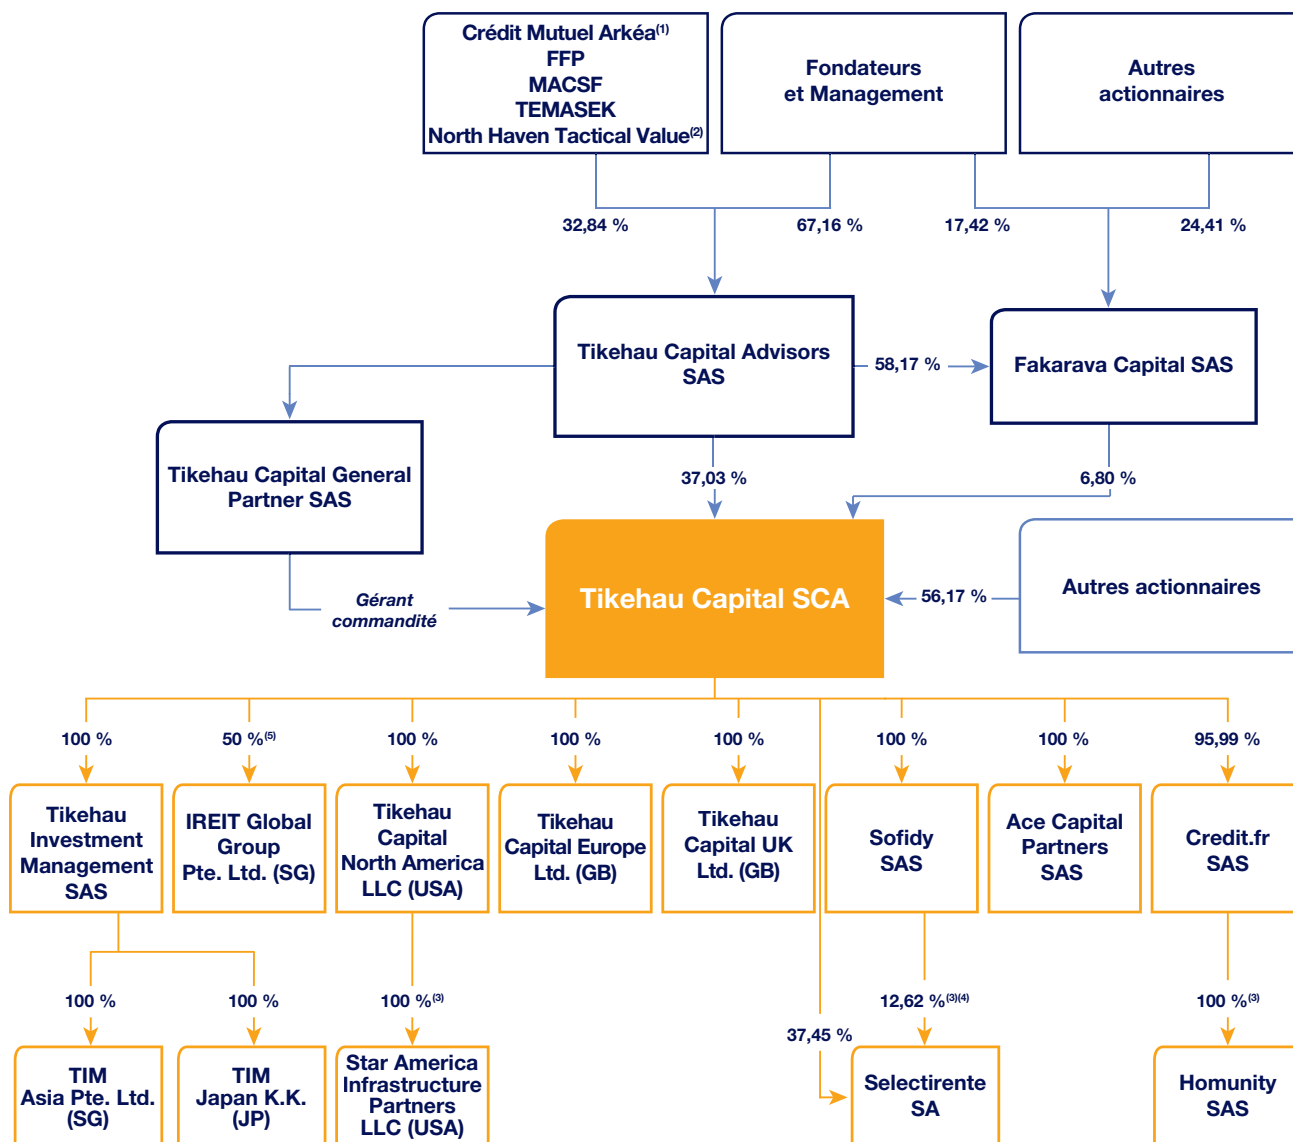 Crédit Mutuel Arkéa(1)
FFP
MACSF
TEMASEK
North Haven Tactical Value(2)
Fondateurs
et Management
Autres
actionnaires
32,84 %
67,16 %
17,42 %
24,41 %
Tikehau Capital Advisors
SAS
58,17 %
Fakarava Capital SAS
Tikehau Capital General
Partner SAS
37,03 %
6,80 %
Gérant
commandité
Tikehau Capital SCA
56,17 %
Autres actionnaires
100 %
50 %(5)
100 %
100 %
100 %
100 %
100 %
95,99 %
Tikehau
Investment
Management
SAS
IREIT Global
Group
Pte. Ltd. (SG)
Tikehau
Capital
North America
LLC (USA)
Tikehau
Capital Europe
Ltd. (GB)
Tikehau
Capital UK
Ltd. (GB)
Sofidy
SAS
Ace Capital
Partners
SAS
Credit.fr
SAS
100 %
100 %
100 %(3)
37,45 %
12,62 %(3)(4)
100 %(3)
TIM
Asia Pte. Ltd.
(SG)
TIM
Japan K.K.
(JP)
Star America
Infrastructure
Partners
LLC (USA)
Selectirente
SA
Homunity
SAS